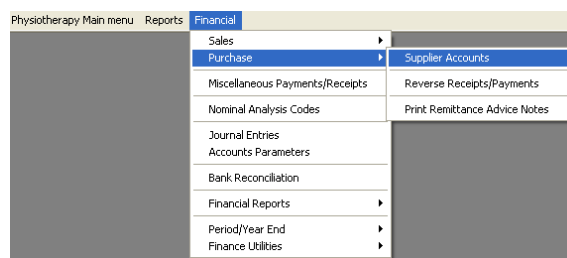 Physiotherapy Main menu Reports Financial
Sales
Purchase Supplier Accounts
Miscellaneous Payments/Receipts Reverse Receipts/Payments
Nominal Analysis Codes Print Remittance Advice Notes
Journal Entries
Accounts Parameters
Bank Reconciliation
Financial Reports
Period/Year End
Finance Utilities